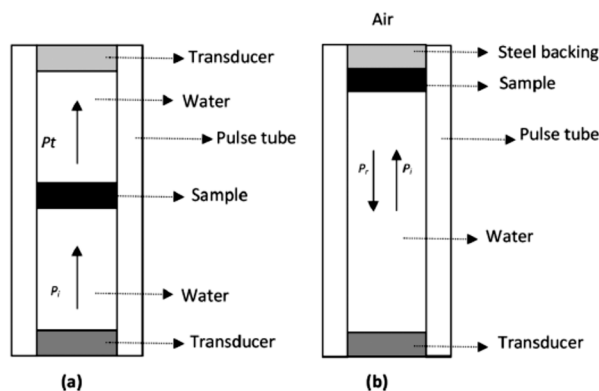 Transducer
Water
Pt
Pulse tube
Sample
Pi
Water
Transducer
(a)
Air
Steel backing
Sample
Pulse tube
Pr
Pi
Water
Transducer
(b)